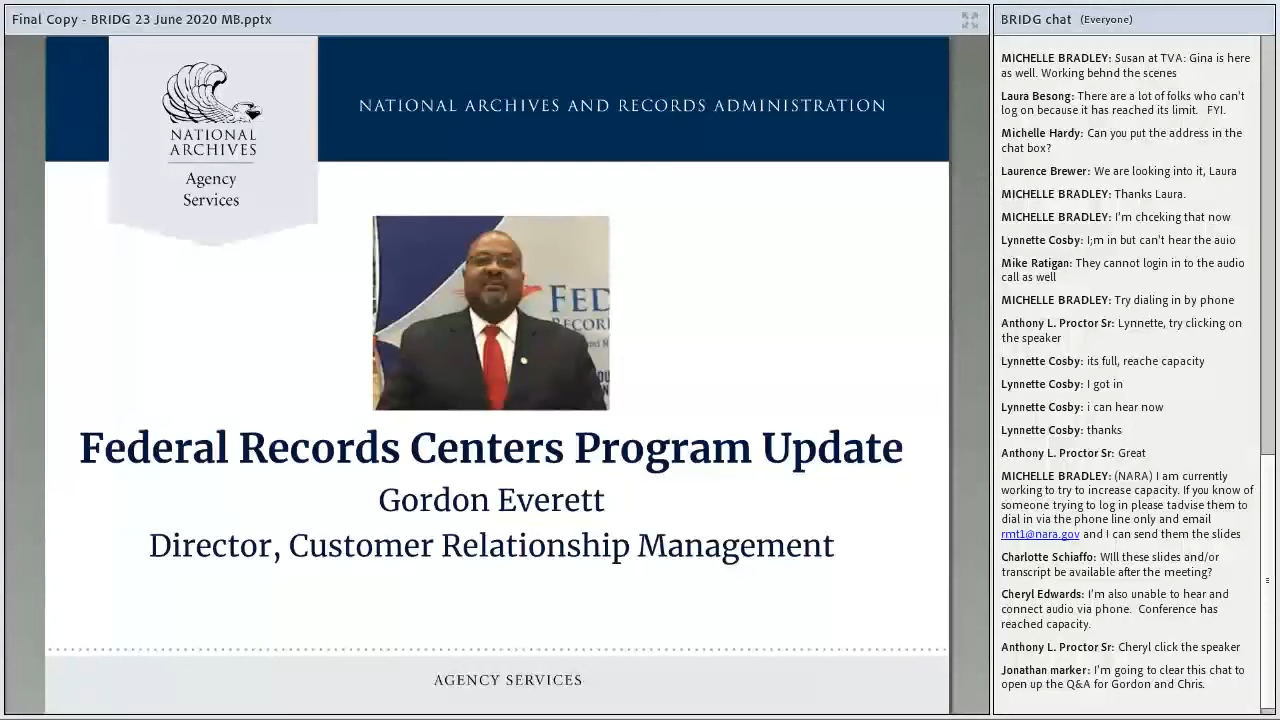 Final Copy - BRIDG 23 June 2020 MB.pptx
NATIONAL ARCHIVES AND RECORDS ADMINISTRATION
NATIONAL
ARCHIVES
Agency
Services
FED
RECOR
Federal Records Centers Program Update
Gordon Everett
Director, Customer Relationship Management
AGENCY SERVICES
BRIDG chat (Everyone)
MICHELLE BRADLEY: Susan at TVA: Gina is here
as well. Working behnd the scenes
Laura Besong: There are a lot of folks who can't
log on because it has reached its limit. FYI.
Michelle Hardy: Can you put the address in the
chat box?
Laurence Brewer: We are looking into it, Laura
MICHELLE BRADLEY: Thanks Laura.
MICHELLE BRADLEY: I'm chceking that now
Lynnette Cosby: I;m in but can't hear the auio
Mike Ratigan: They cannot login in to the audio
call as well
MICHELLE BRADLEY: Try dialing in by phone
Anthony L. Proctor Sr: Lynnette, try clicking on
the speaker
Lynnette Cosby: its full, reache capacity
Lynnette Cosby: I got in
Lynnette Cosby: i can hear now
Lynnette Cosby: thanks
Anthony L. Proctor Sr: Great
MICHELLE BRADLEY: (NARA) I am currently
working to try to increase capacity. If you know of
someone trying to log in please tadvise them to
dial in via the phone line only and email
rmt1@nara.gov and I can send them the slides
Charlotte Schiaffo: WIll these slides and/or
transcript be available after the meeting?
Cheryl Edwards: I'm also unable to hear and
connect audio via phone. Conference has
reached capacity.
Anthony L. Proctor Sr: Cheryl click the speaker
Jonathan marker: I'm going to clear this chat to
open up the Q&A for Gordon and Chris.